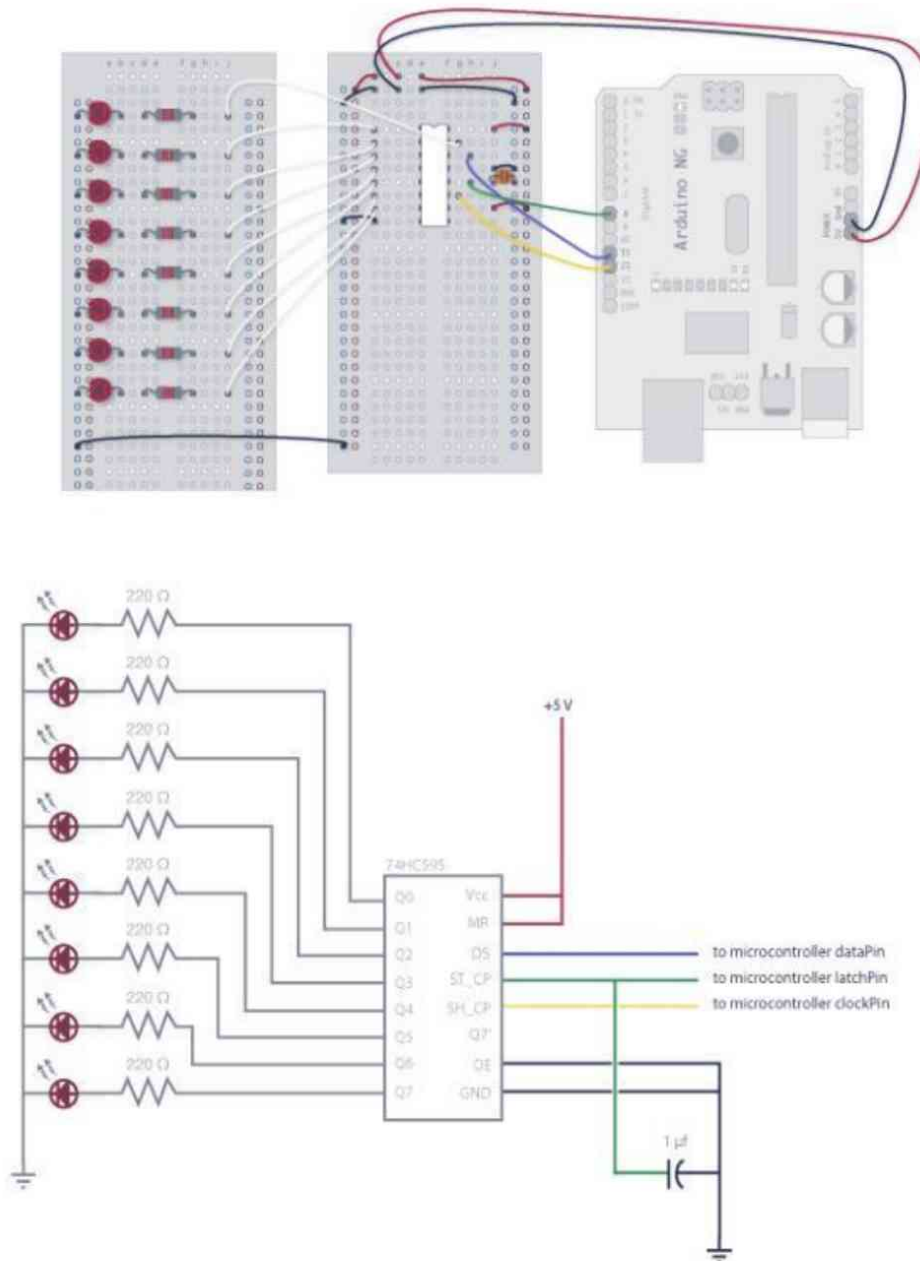 a b c d e f g h i j
Arduino NG
220 Ω
220 Ω
220 Ω
220 Ω
220 Ω
220 Ω
220 Ω
220 Ω
+5 V
74HC595
Q0 Vcc
Q1 MR
Q2 DS to microcontroller dataPin
Q3 ST_CP to microcontroller latchPin
Q4 SH_CP to microcontroller clockPin
Q5 Q7'
Q6 OE
Q7 GND
1 µf